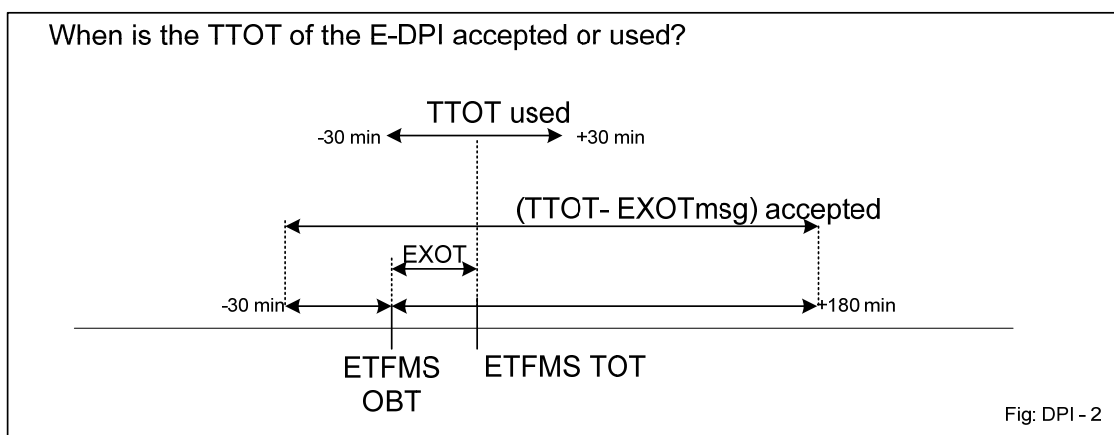 When is the TTOT of the E-DPI accepted or used?
TTOT used
-30 min
+30 min
(TTOT- EXOTmsg) accepted
EXOT
-30 min
+180 min
ETFMS
OBT
ETFMS TOT
Fig: DPI - 2